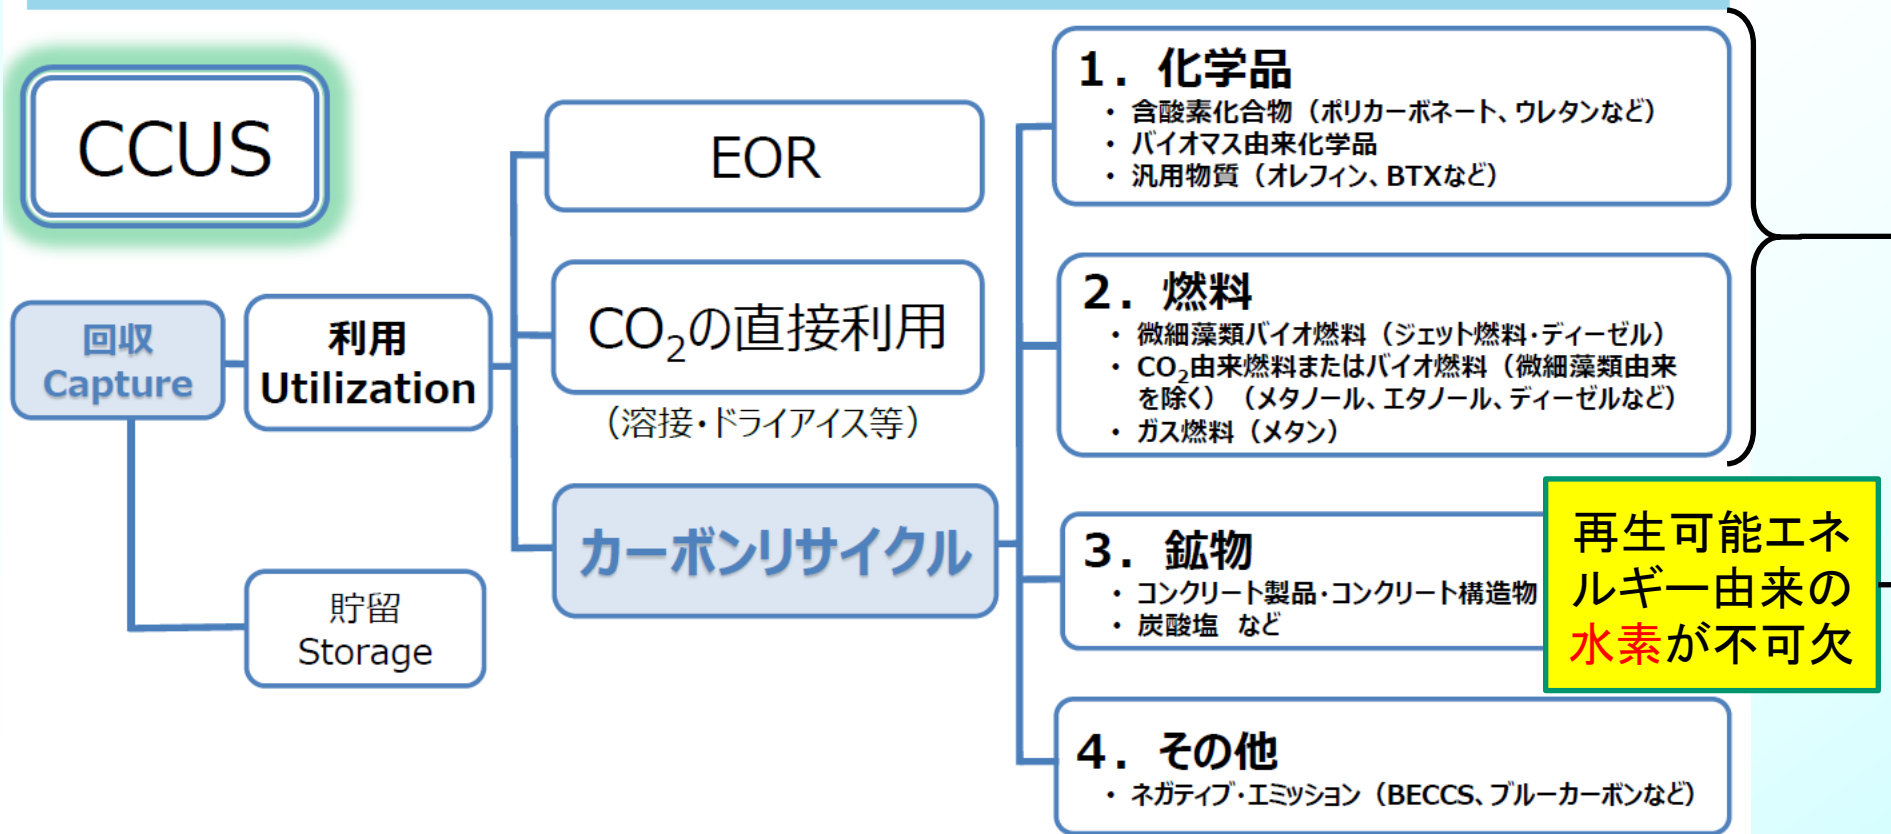 CCUS
回収
Capture
利用
Utilization
貯留
Storage
EOR
CO₂の直接利用
（溶接・ドライアイス等）
カーボンリサイクル
１．化学品
・ 含酸素化合物（ポリカーボネート、ウレタンなど）
・ バイオマス由来化学品
・ 汎用物質（オレフィン、BTXなど）
２．燃料
・ 微細藻類バイオ燃料（ジェット燃料・ディーゼル）
・ CO₂由来燃料またはバイオ燃料（微細藻類由来
を除く）（メタノール、エタノール、ディーゼルなど）
・ ガス燃料（メタン）
３．鉱物
・ コンクリート製品・コンクリート構造物
・ 炭酸塩 など
再生可能エネ
ルギー由来の
水素が不可欠
４．その他
・ ネガティブ・エミッション（BECCS、ブルーカーボンなど）